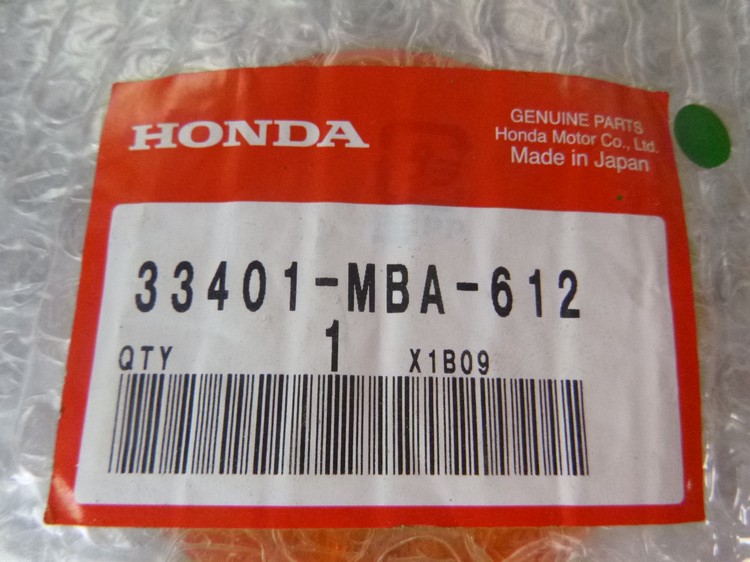 HONDA
GENUINE PARTS
Honda Motor Co., Ltd.
Made in Japan
33401-MBA-612
QTY 1 X1B09